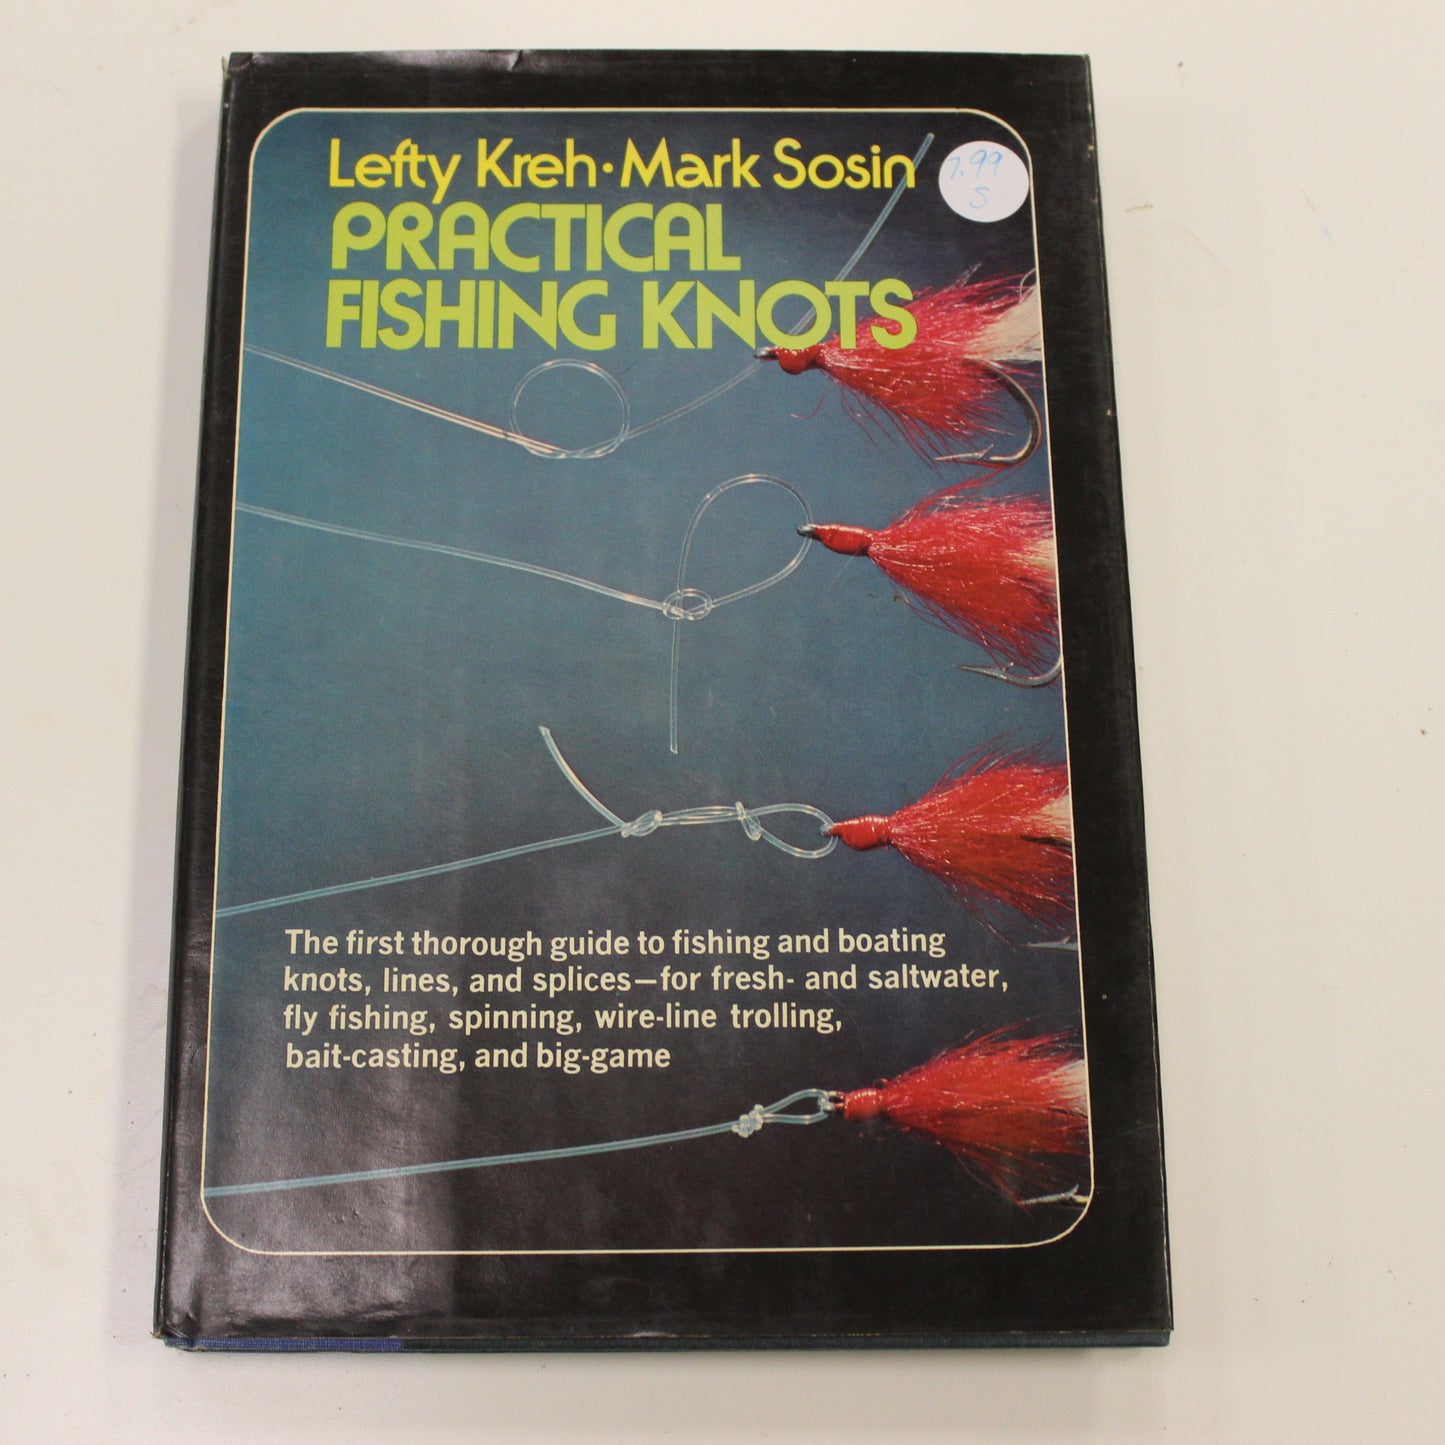 Lefty Kreh·Mark Sosin
PRACTICAL
FISHING KNOTS
7.99
S
The first thorough guide to fishing and boating
knots, lines, and splices—for fresh- and saltwater,
fly fishing, spinning, wire-line trolling,
bait-casting, and big-game